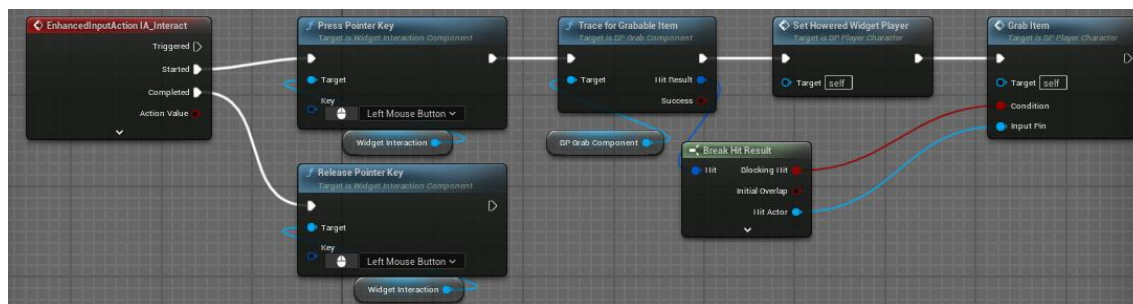 EnhancedInputAction IA_Interact
Triggered
Started
Completed
Action Value
Press Pointer Key
Target is Widget Interaction Component
Target
Key
Left Mouse Button
Widget Interaction
Release Pointer Key
Target is Widget Interaction Component
Target
Key
Left Mouse Button
Widget Interaction
Trace for Grabable Item
Target is BP Grab Component
Target
Hit Result
Success
BP Grab Component
Break Hit Result
Hit
Blocking Hit
Initial Overlap
Hit Actor
Set Howered Widget Player
Target is BP Player Character
Target self
Grab Item
Target is BP Player Character
Target self
Condition
Input Pin